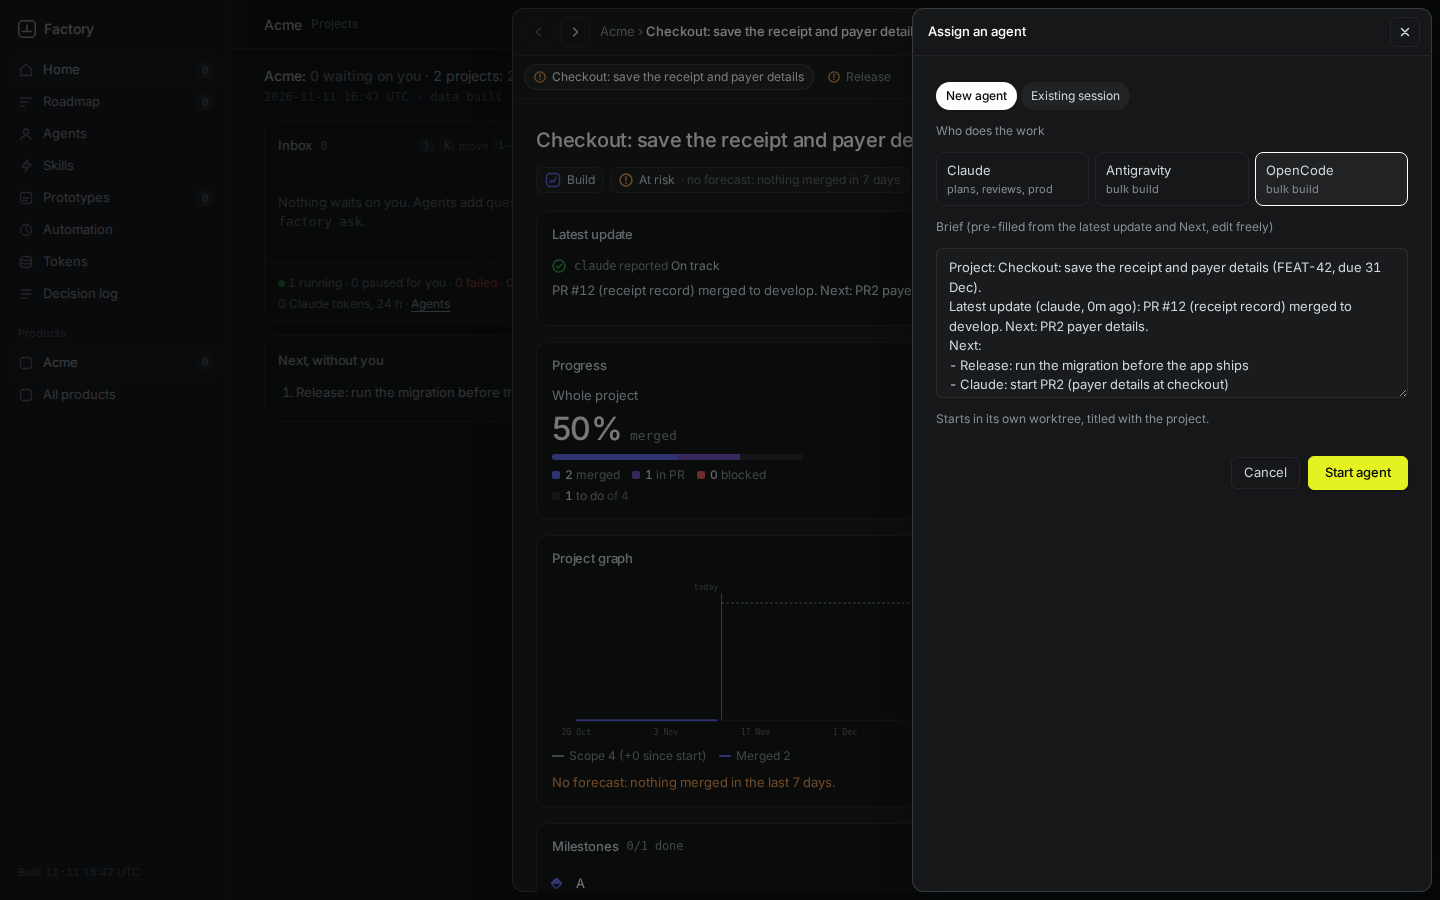 Factory
Home 0
Roadmap 0
Agents
Skills
Prototypes 0
Automation
Tokens
Decision log
Products
Acme 0
All products
Built 11-11 16:47 UTC
Acme Projects
Acme: 0 waiting on you · 2 projects: 2
2026-11-11 16:47 UTC · data built
Inbox 0 j k move 1–
Nothing waits on you. Agents add que
factory ask.
1 running · 0 paused for you · 0 failed · 0
0 Claude tokens, 24 h · Agents
Next, without you
1. Release: run the migration before th
Acme › Checkout: save the receipt and payer detail
Checkout: save the receipt and payer details
Release
Checkout: save the receipt and payer de
Build
At risk · no forecast: nothing merged in 7 days
Latest update
claude reported On track
PR #12 (receipt record) merged to develop. Next: PR2 paye
Progress
Whole project
50% merged
2 merged 1 in PR 0 blocked
1 to do of 4
Project graph
today
20 Oct 3 Nov 17 Nov 1 Dec
Scope 4 (+0 since start) Merged 2
No forecast: nothing merged in the last 7 days.
Milestones 0/1 done
A
Assign an agent
New agent Existing session
Who does the work
Claude
plans, reviews, prod
Antigravity
bulk build
OpenCode
bulk build
Brief (pre-filled from the latest update and Next, edit freely)
Project: Checkout: save the receipt and payer details (FEAT-42, due 31
Dec).
Latest update (claude, 0m ago): PR #12 (receipt record) merged to
develop. Next: PR2 payer details.
Next:
- Release: run the migration before the app ships
- Claude: start PR2 (payer details at checkout)
Starts in its own worktree, titled with the project.
Cancel Start agent